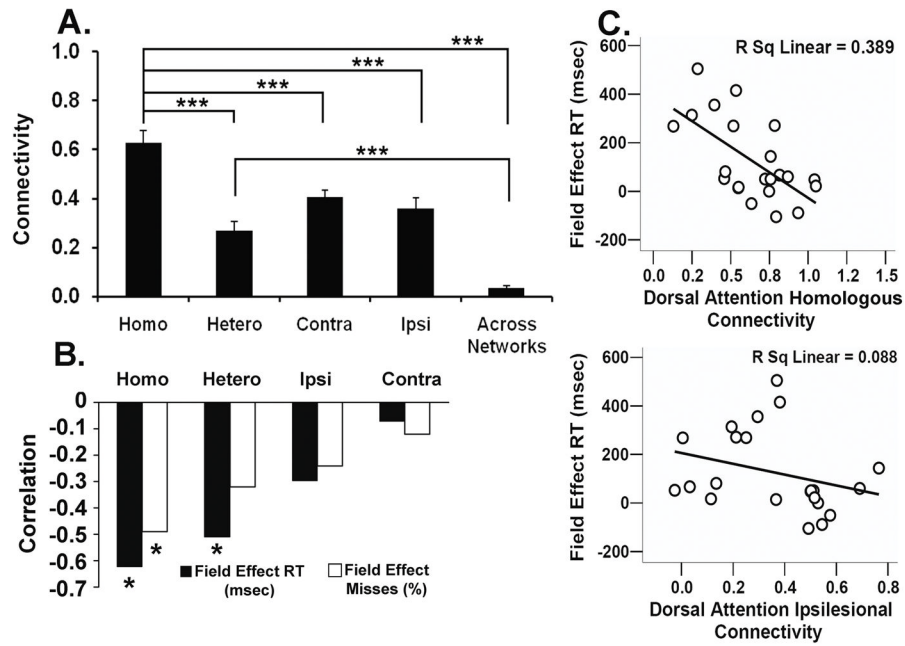 A.
1.0
0.8
0.6
0.4
0.2
0.0
Connectivity
***
***
***
***
***
Homo Hetero Contra Ipsi Across
Networks
B.
Homo Hetero Ipsi Contra
0
-0.1
-0.2
-0.3
-0.4
-0.5
-0.6
-0.7
Correlation
* * *
Field Effect RT
(msec)
Field Effect
Misses (%)
C.
R Sq Linear = 0.389
Field Effect RT (msec)
600
400
200
0
-200
0.0 0.2 0.5 0.8 1.0 1.2 1.5
Dorsal Attention Homologous
Connectivity
R Sq Linear = 0.088
Field Effect RT (msec)
600
400
200
0
-200
0.0 0.2 0.4 0.6 0.8
Dorsal Attention Ipsilesional
Connectivity